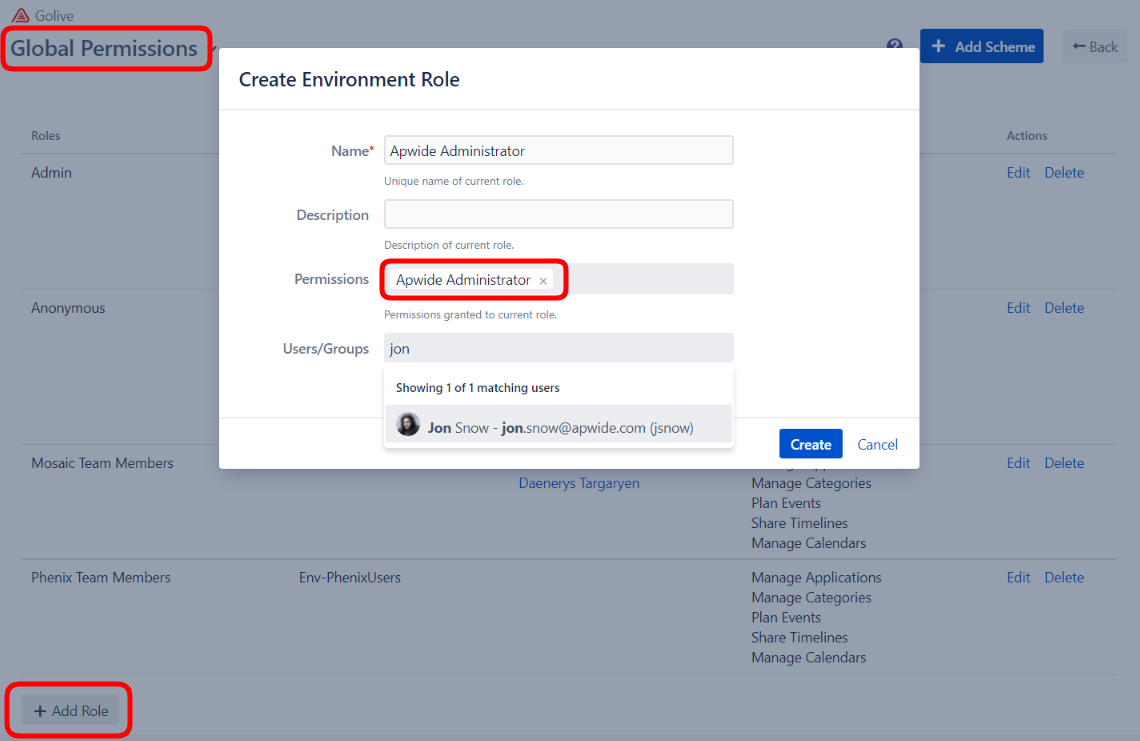 Golive
Global Permissions
? + Add Scheme ← Back
Create Environment Role
Roles Actions
Name* Apwide Administrator
Unique name of current role.
Admin Edit Delete
Description
Description of current role.
Permissions Apwide Administrator ×
Permissions granted to current role.
Anonymous Edit Delete
Users/Groups jon
Showing 1 of 1 matching users
Jon Snow - jon.snow@apwide.com (jsnow)
Create Cancel
Mosaic Team Members Edit Delete
Daenerys Targaryen Manage Categories
Plan Events
Share Timelines
Manage Calendars
Phenix Team Members Env-PhenixUsers Manage Applications Edit Delete
Manage Categories
Plan Events
Share Timelines
Manage Calendars
+ Add Role